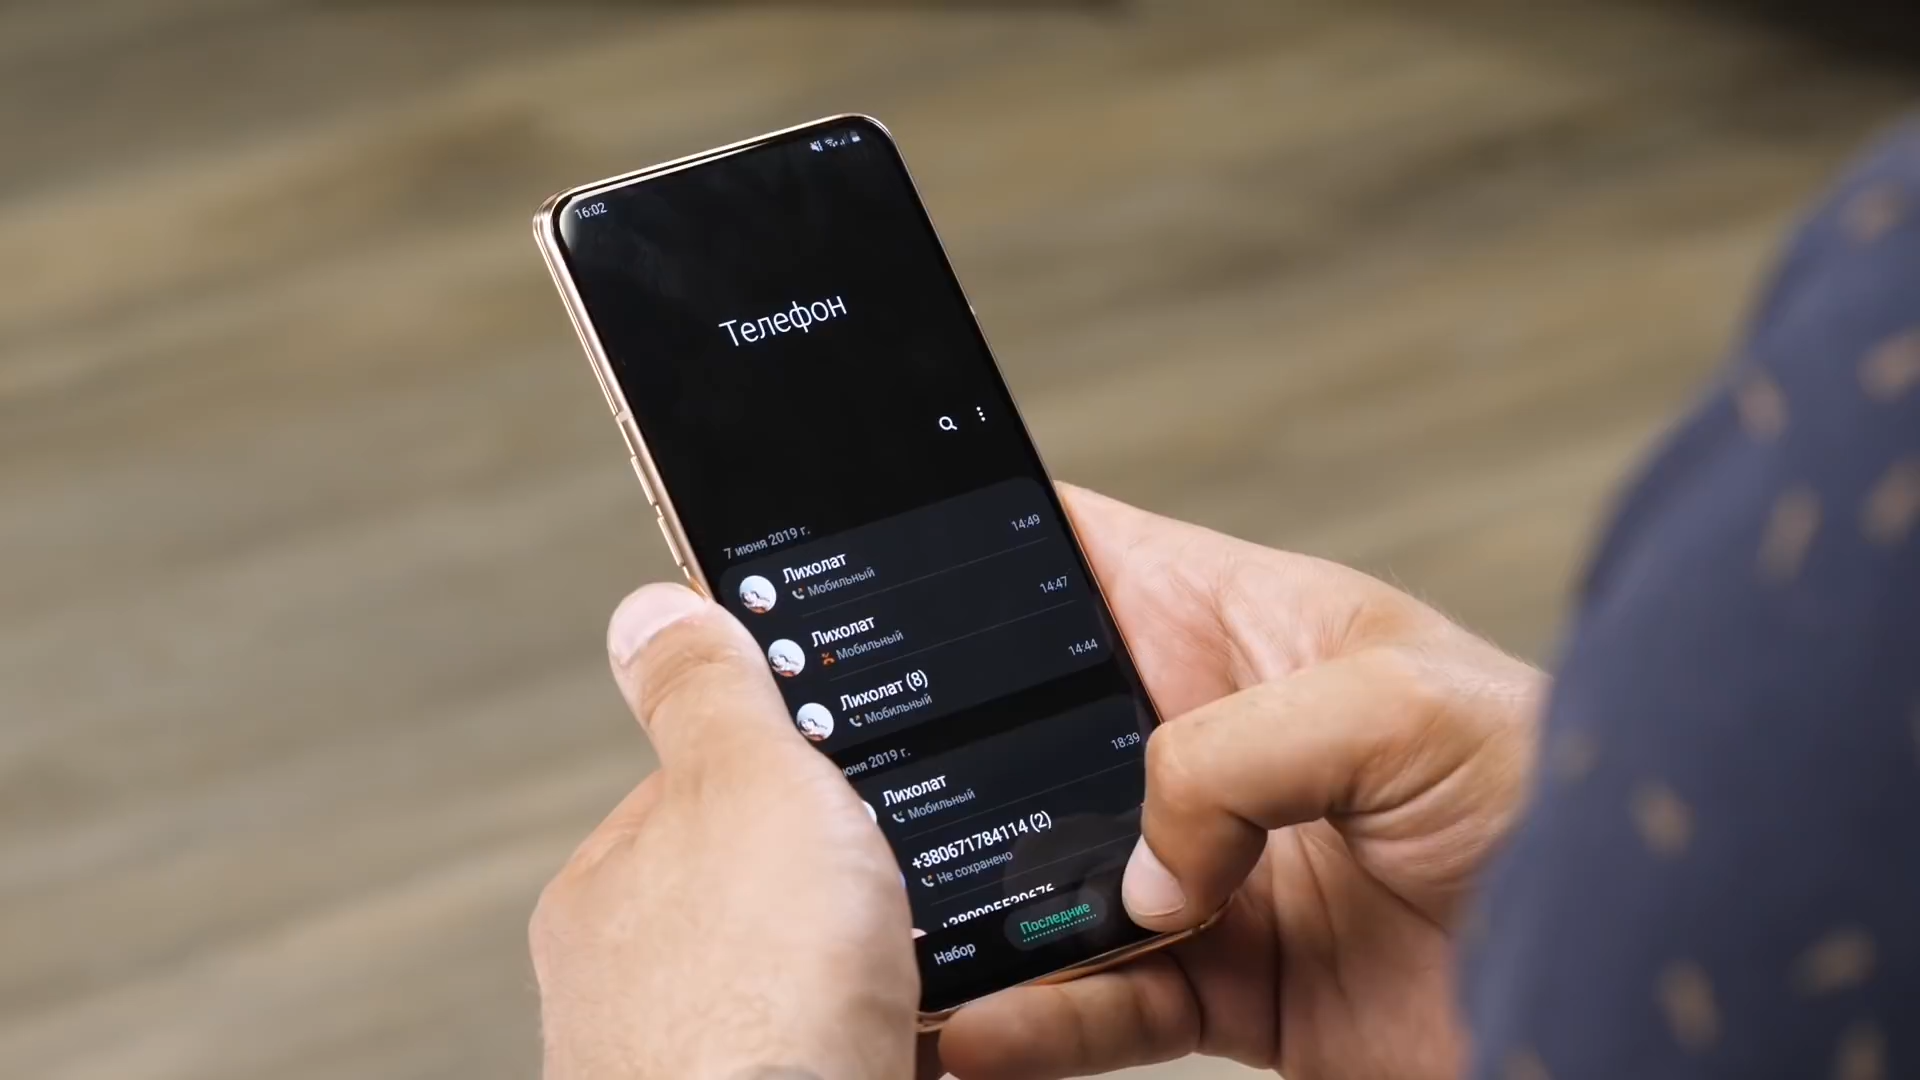 16:02
Телефон
7 июня 2019 г.
Лихолат
14:49
Мобильный
Лихолат
14:47
Мобильный
Лихолат (8)
14:44
Мобильный
2019 г.
Лихолат
18:39
Мобильный
+380671784114 (2)
Не сохранено
Набор
Последние